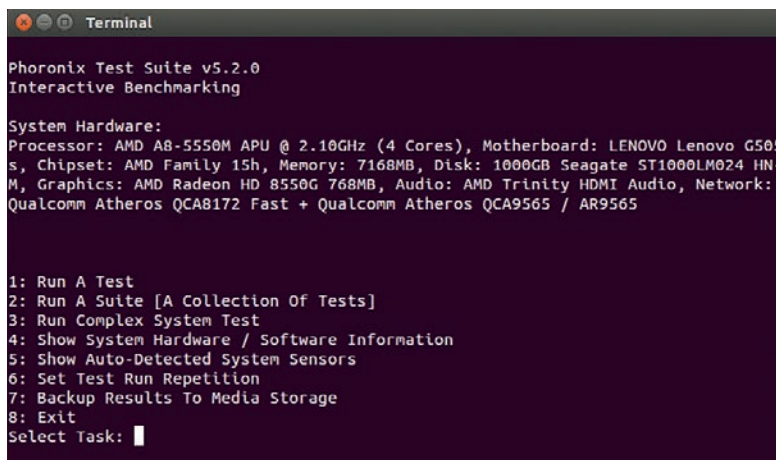 Terminal
Phoronix Test Suite v5.2.0
Interactive Benchmarking
System Hardware:
Processor: AMD A8-5550M APU @ 2.10GHz (4 Cores), Motherboard: LENOVO Lenovo G505
s, Chipset: AMD Family 15h, Memory: 7168MB, Disk: 1000GB Seagate ST1000LM024 HN-
M, Graphics: AMD Radeon HD 8550G 768MB, Audio: AMD Trinity HDMI Audio, Network:
Qualcomm Atheros QCA8172 Fast + Qualcomm Atheros QCA9565 / AR9565
1: Run A Test
2: Run A Suite [A Collection Of Tests]
3: Run Complex System Test
4: Show System Hardware / Software Information
5: Show Auto-Detected System Sensors
6: Set Test Run Repetition
7: Backup Results To Media Storage
8: Exit
Select Task: